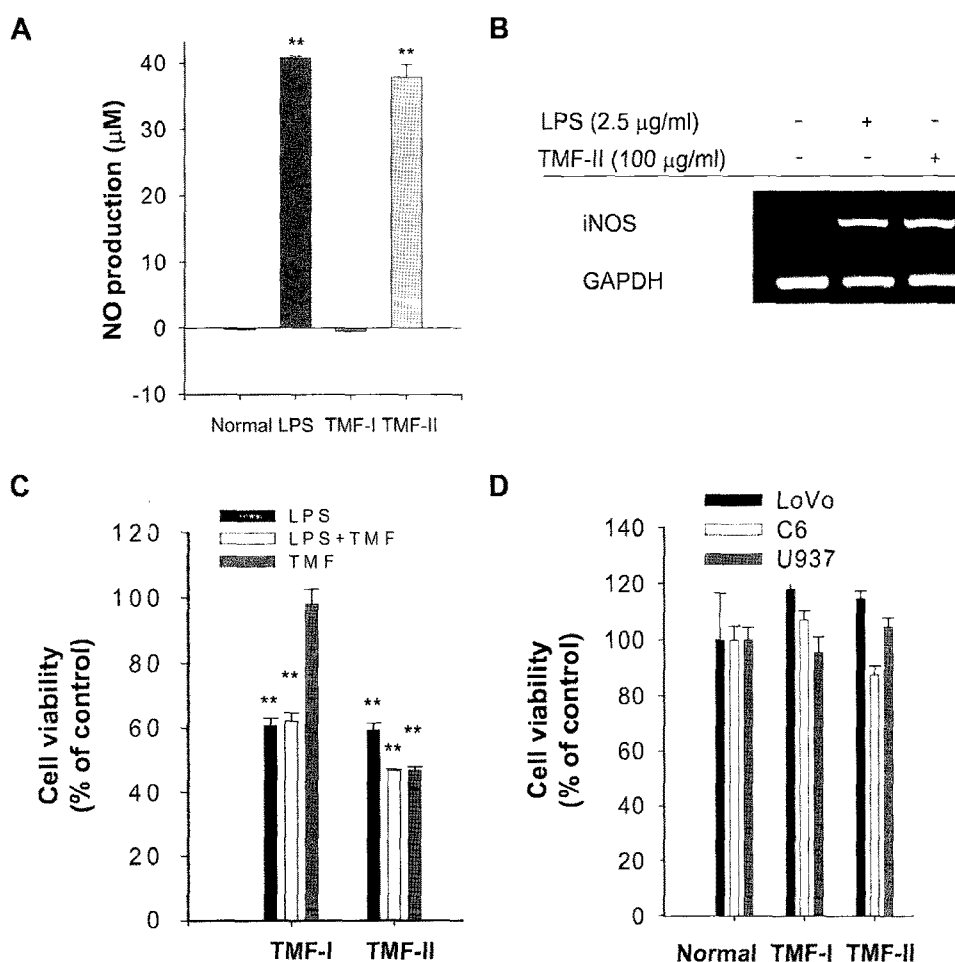 A
NO production (μM)
40
30
20
10
0
-10
** **
Normal LPS TMF-I TMF-II
B
LPS (2.5 μg/ml) - + -
TMF-II (100 μg/ml) - - +
iNOS
GAPDH
C
LPS
LPS+TMF
TMF
Cell viability
(% of control)
120
100
80
60
40
20
0
** ** ** ** **
TMF-I TMF-II
D
LoVo
C6
U937
Cell viability
(% of control)
140
120
100
80
60
40
20
0
Normal TMF-I TMF-II